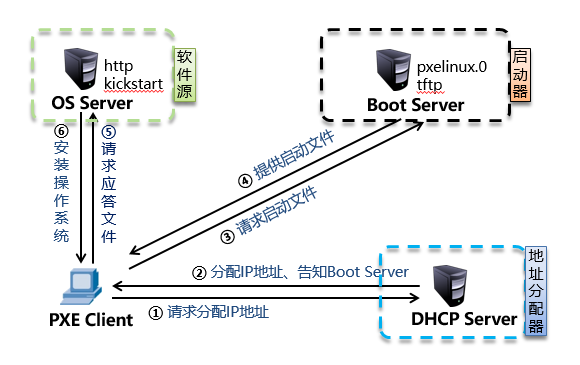 http
kickstart
OS Server
软件源
pxelinux.0
tftp
Boot Server
启动器
⑥安装操作系统
⑤请求应答文件
④ 提供启动文件
③ 请求启动文件
② 分配IP地址、告知Boot Server
① 请求分配IP地址
PXE Client
DHCP Server
地址分配器